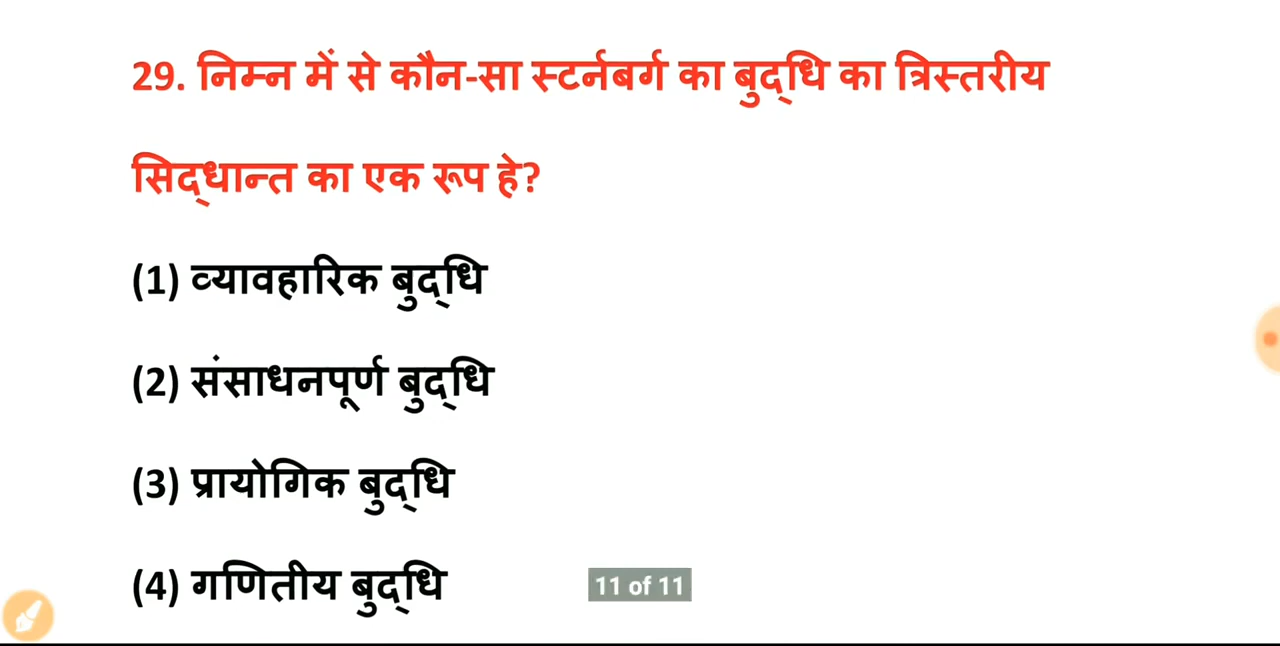 29. निम्न में से कौन-सा स्टर्नबर्ग का बुद्‌धि का त्रिस्तरीय
सिद्‌धान्त का एक रूप हे?
(1) व्यावहारिक बुद्‌धि
(2) संसाधनपूर्ण बुद्‌धि
(3) प्रायोगिक बुद्‌धि
(4) गणितीय बुद्‌धि
11 of 11